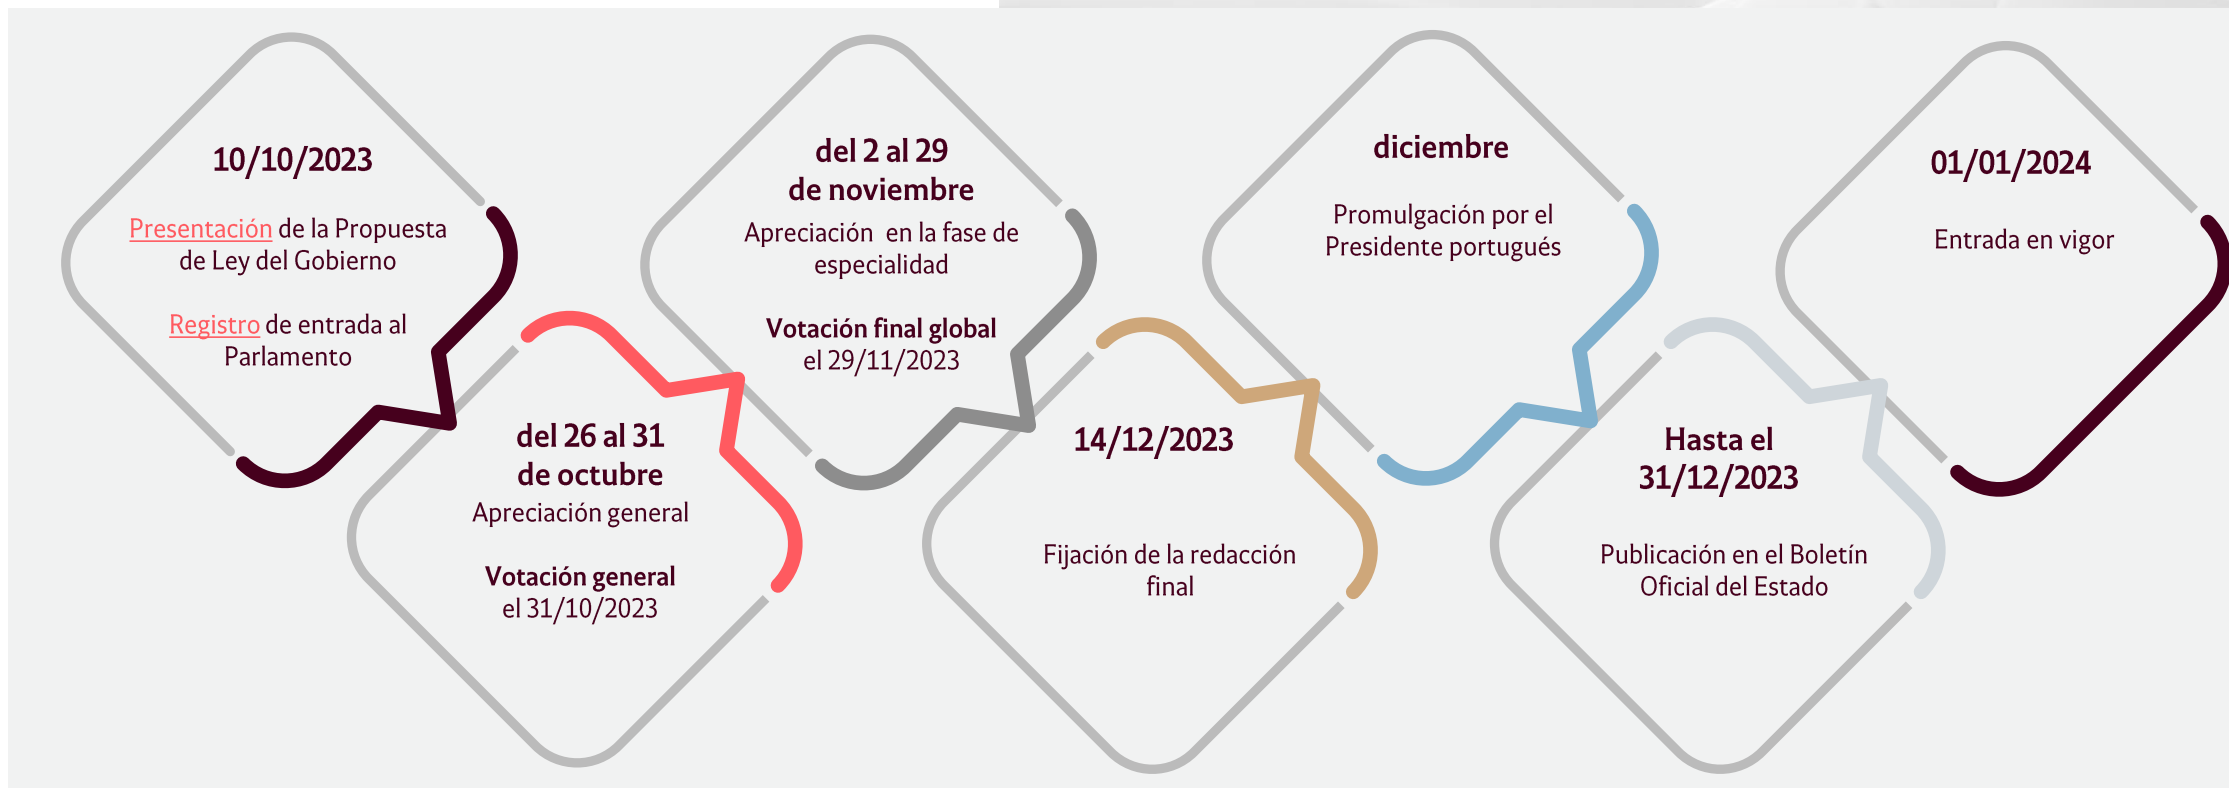 10/10/2023
Presentación de la Propuesta
de Ley del Gobierno
Registro de entrada al
Parlamento
del 26 al 31
de octubre
Apreciación general
Votación general
el 31/10/2023
del 2 al 29
de noviembre
Apreciación  en la fase de
especialidad
Votación final global
el 29/11/2023
14/12/2023
Fijación de la redacción
final
diciembre
Promulgación por el
Presidente portugués
Hasta el
31/12/2023
Publicación en el Boletín
Oficial del Estado
01/01/2024
Entrada en vigor